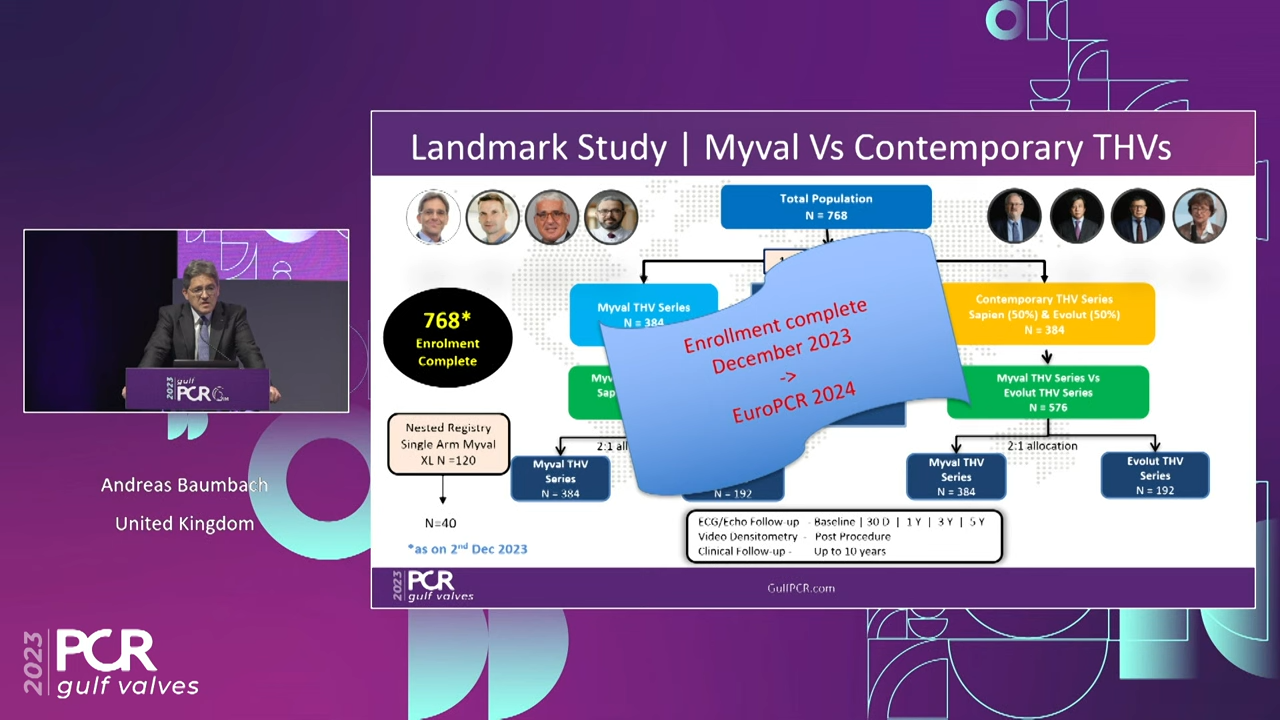 Landmark Study | Myval Vs Contemporary THVs
Total Population
N = 768
Myval THV Series
N = 384
Contemporary THV Series
Sapien (50%) & Evolut (50%)
N = 384
768*
Enrolment
Complete
Enrollment complete
December 2023
->
EuroPCR 2024
Myval THV Series Vs
Evolut THV Series
N = 576
Nested Registry
Single Arm Myval
XL N =120
N=40
2:1
2:1 allocation
Myval THV
Series
N = 384
N = 192
Myval THV
Series
N = 384
Evolut THV
Series
N = 192
ECG/Echo Follow-up - Baseline | 30 D | 1 Y | 3 Y | 5 Y
Video Densitometry - Post Procedure
Clinical Follow-up - Up to 10 years
*as on 2nd Dec 2023
2023 PCR
gulf valves
GulfPCR.com
2023 gulf
PCR
Andreas Baumbach
United Kingdom
2023 PCR
gulf valves